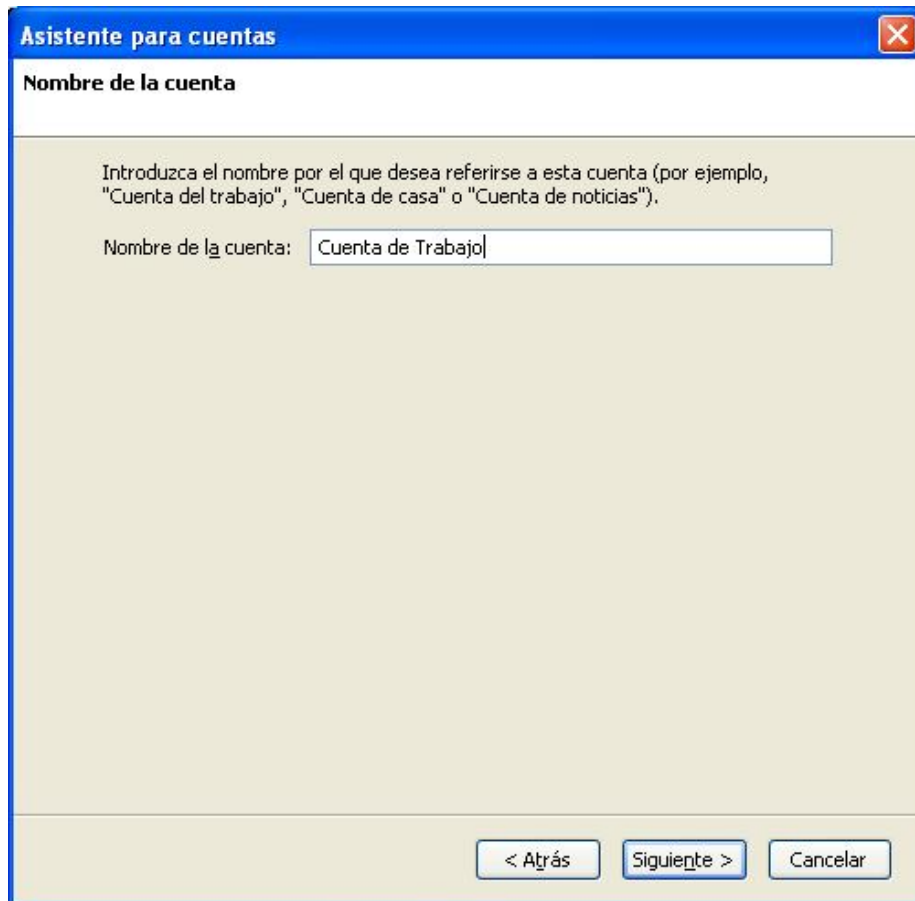 Asistente para cuentas
Nombre de la cuenta
Introduzca el nombre por el que desea referirse a esta cuenta (por ejemplo,
"Cuenta del trabajo", "Cuenta de casa" o "Cuenta de noticias").
Nombre de la cuenta: Cuenta de Trabajo
< Atrás Siguiente > Cancelar